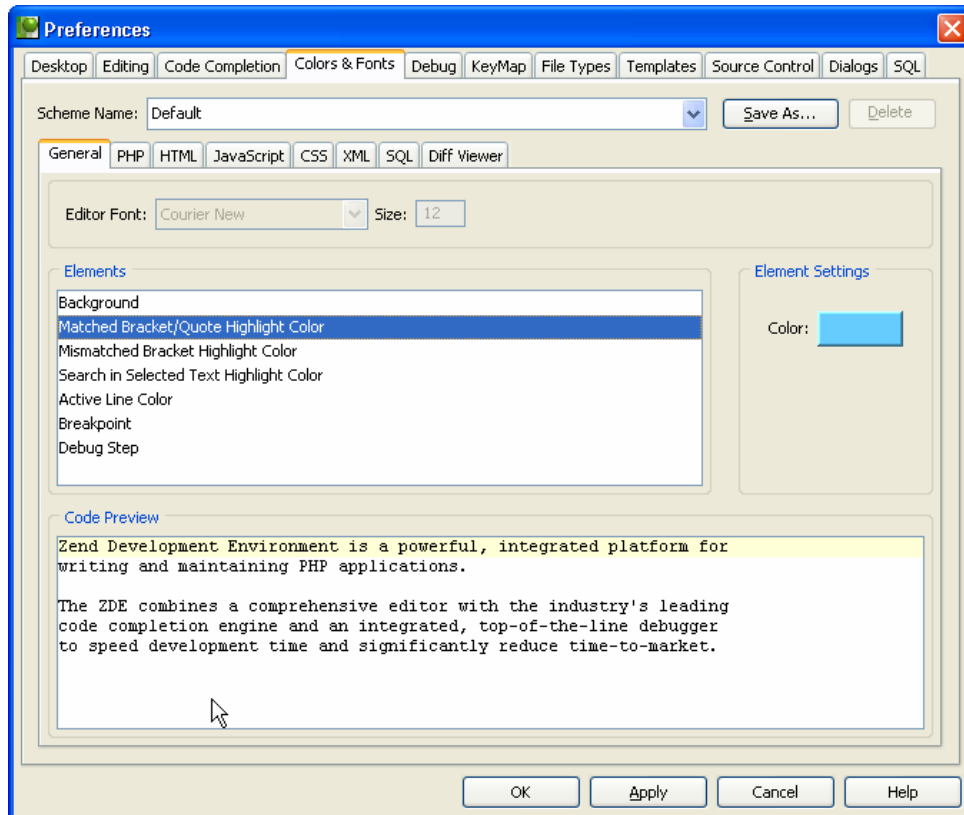 Preferences
Desktop Editing Code Completion Colors & Fonts Debug KeyMap File Types Templates Source Control Dialogs SQL
Scheme Name: Default Save As... Delete
General PHP HTML JavaScript CSS XML SQL Diff Viewer
Editor Font: Courier New Size: 12
Elements
Background
Matched Bracket/Quote Highlight Color
Mismatched Bracket Highlight Color
Search in Selected Text Highlight Color
Active Line Color
Breakpoint
Debug Step
Element Settings
Color:
Code Preview
Zend Development Environment is a powerful, integrated platform for
writing and maintaining PHP applications.
The ZDE combines a comprehensive editor with the industry's leading
code completion engine and an integrated, top-of-the-line debugger
to speed development time and significantly reduce time-to-market.
OK Apply Cancel Help